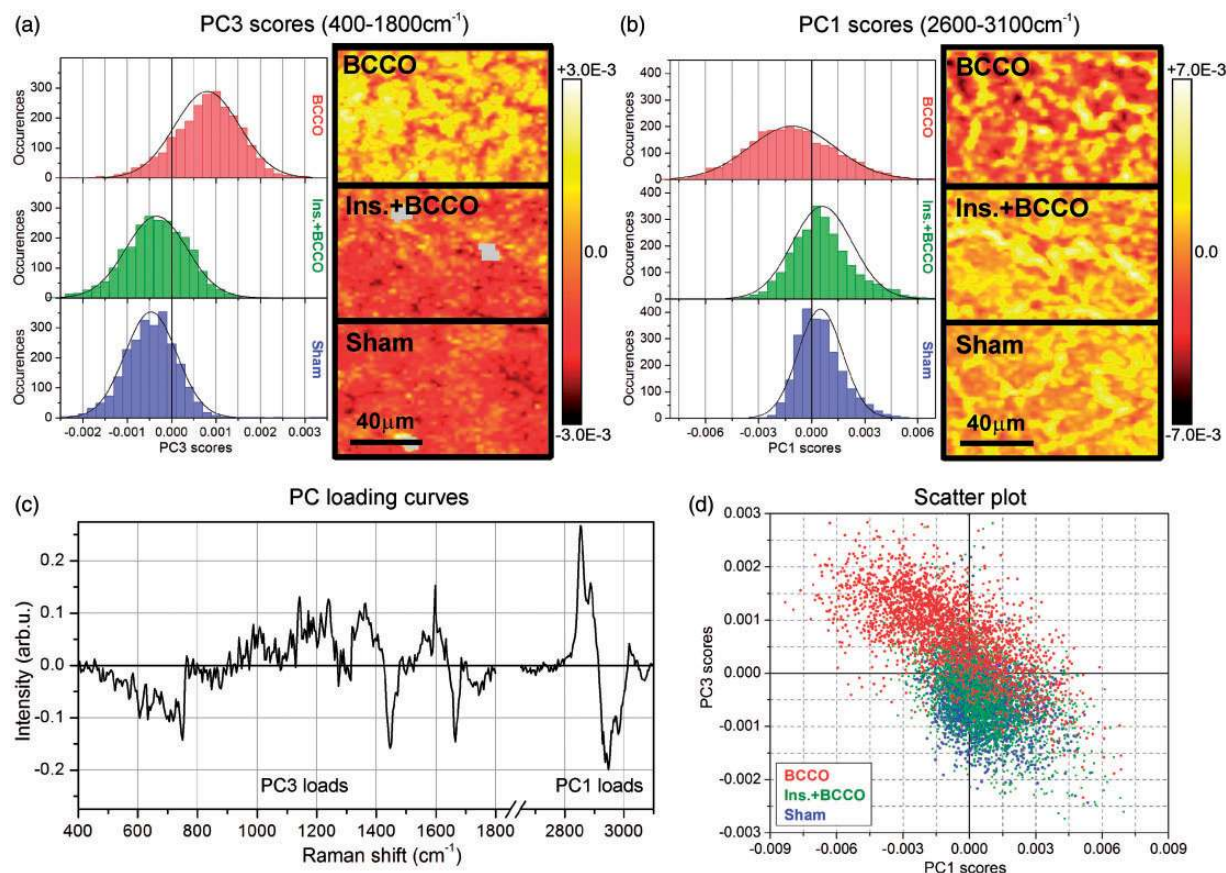 (a) PC3 scores (400-1800cm⁻¹)
Occurences
300
200
100
0
BCCO
Occurences
300
200
100
0
Ins.+BCCO
Occurences
300
200
100
0
Sham
-0.002 -0.001 0.000 0.001 0.002 0.003
PC3 scores
BCCO
Ins.+BCCO
Sham
40μm
+3.0E-3
0.0
-3.0E-3
(b) PC1 scores (2600-3100cm⁻¹)
Occurences
400
300
200
100
0
BCCO
Occurences
400
300
200
100
0
Ins.+BCCO
Occurences
400
300
200
100
0
Sham
-0.006 -0.003 0.000 0.003 0.006
PC1 scores
BCCO
Ins.+BCCO
Sham
40μm
+7.0E-3
0.0
-7.0E-3
(c) PC loading curves
Intensity (arb.u.)
0.2
0.1
0.0
-0.1
-0.2
PC3 loads PC1 loads
400 600 800 1000 1200 1400 1600 1800 2800 3000
Raman shift (cm⁻¹)
(d) Scatter plot
PC3 scores
0.003
0.002
0.001
0.000
-0.001
-0.002
-0.003
BCCO
Ins.+BCCO
Sham
-0.009 -0.006 -0.003 0.000 0.003 0.006 0.009
PC1 scores